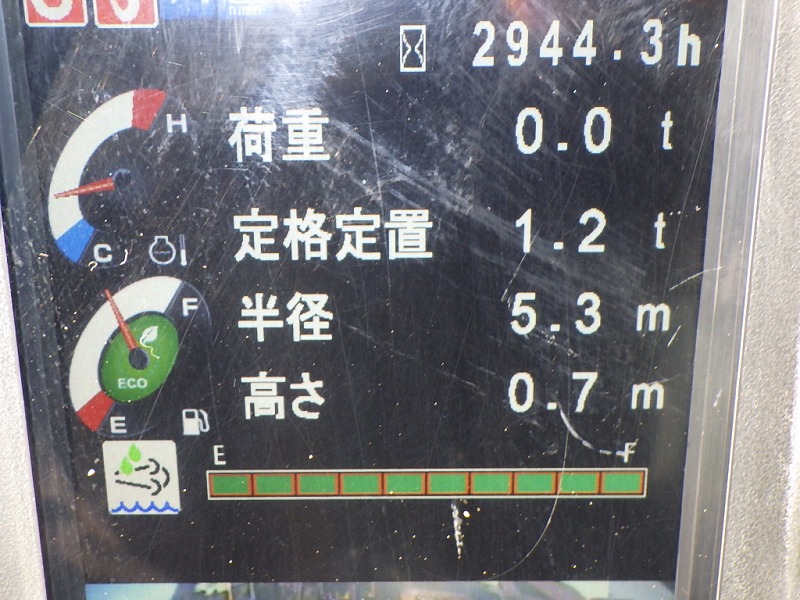 2944.3h
H
荷重 0.0 t
C
定格定置 1.2 t
F
半径 5.3 m
ECO
高さ 0.7 m
E
E F